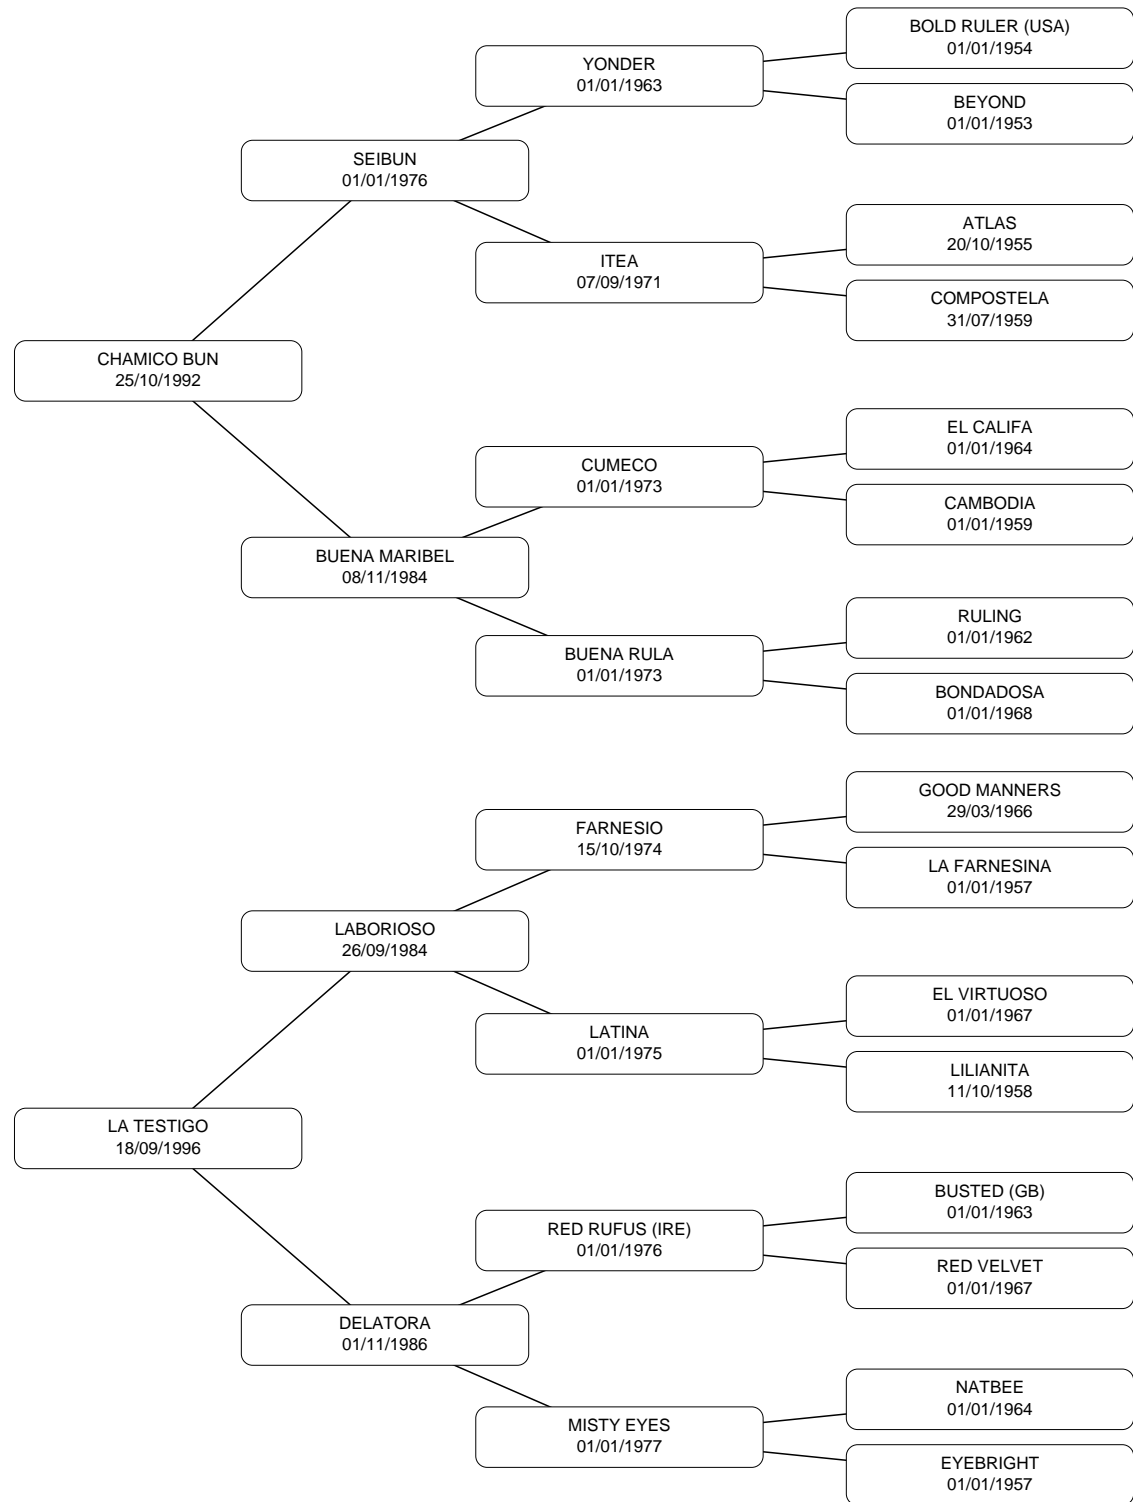 BOLD RULER (USA)
01/01/1954
YONDER
01/01/1963
BEYOND
01/01/1953
SEIBUN
01/01/1976
ATLAS
20/10/1955
ITEA
07/09/1971
COMPOSTELA
31/07/1959
CHAMICO BUN
25/10/1992
EL CALIFA
01/01/1964
CUMECO
01/01/1973
CAMBODIA
01/01/1959
BUENA MARIBEL
08/11/1984
RULING
01/01/1962
BUENA RULA
01/01/1973
BONDADOSA
01/01/1968
GOOD MANNERS
29/03/1966
FARNESIO
15/10/1974
LA FARNESINA
01/01/1957
LABORIOSO
26/09/1984
EL VIRTUOSO
01/01/1967
LATINA
01/01/1975
LILIANITA
11/10/1958
LA TESTIGO
18/09/1996
BUSTED (GB)
01/01/1963
RED RUFUS (IRE)
01/01/1976
RED VELVET
01/01/1967
DELATORA
01/11/1986
NATBEE
01/01/1964
MISTY EYES
01/01/1977
EYEBRIGHT
01/01/1957